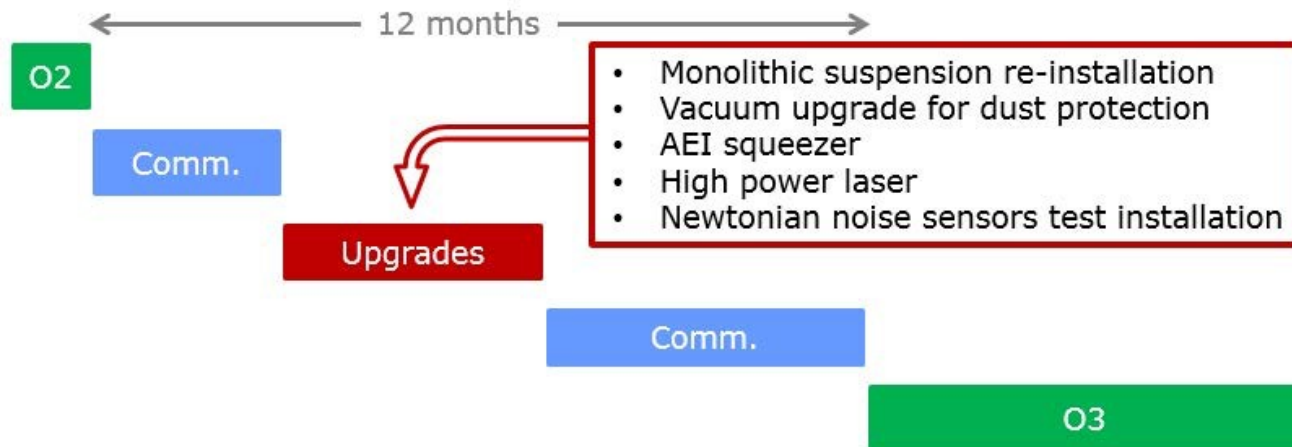 12 months
O2
• Monolithic suspension re-installation
• Vacuum upgrade for dust protection
• AEI squeezer
• High power laser
• Newtonian noise sensors test installation
Comm.
Upgrades
Comm.
O3